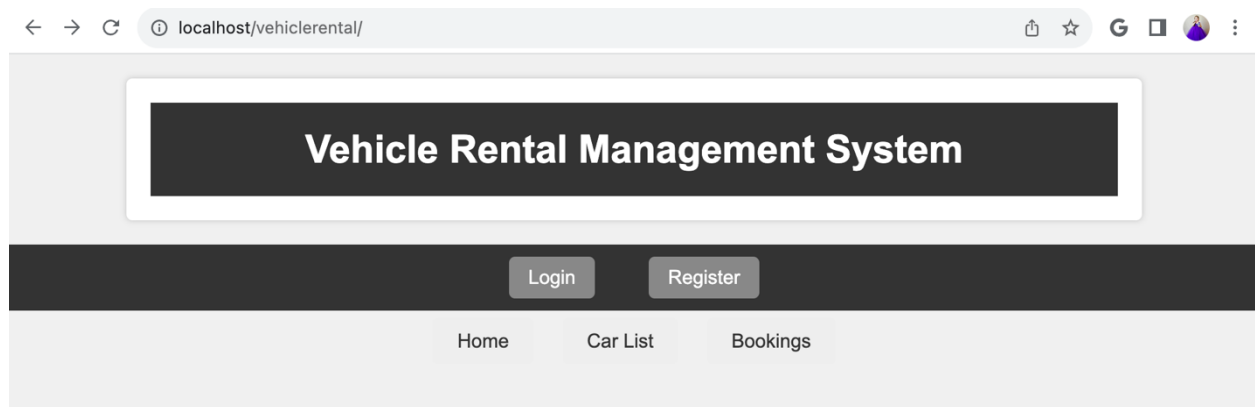 localhost/vehiclerental/
G
Vehicle Rental Management System
Login Register
Home Car List Bookings